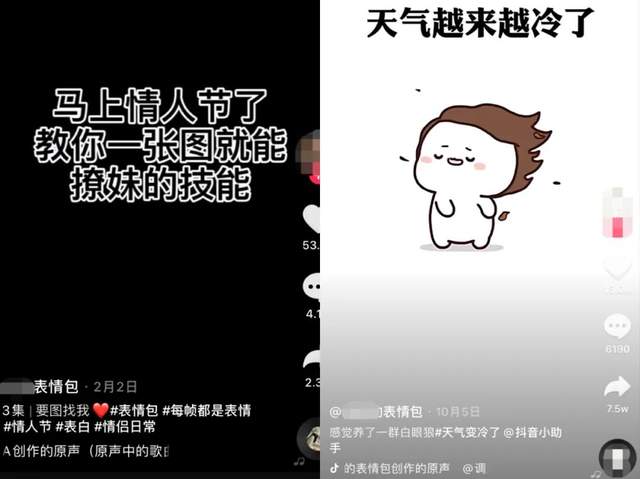 马上情人节了
教你一张图就能
撩妹的技能
53.
4.1
2.3
表情包 · 2月2日
3集 | 要图找我 ❤️ #表情包 #每帧都是表情
#情人节 #表白 #情侣日常
A创作的原声（原声中的歌曲
天气越来越冷了
6190
7.5w
@ 的表情包 · 10月5日
感觉养了一群白眼狼#天气变冷了 @抖音小助
手
的表情包创作的原声 @调